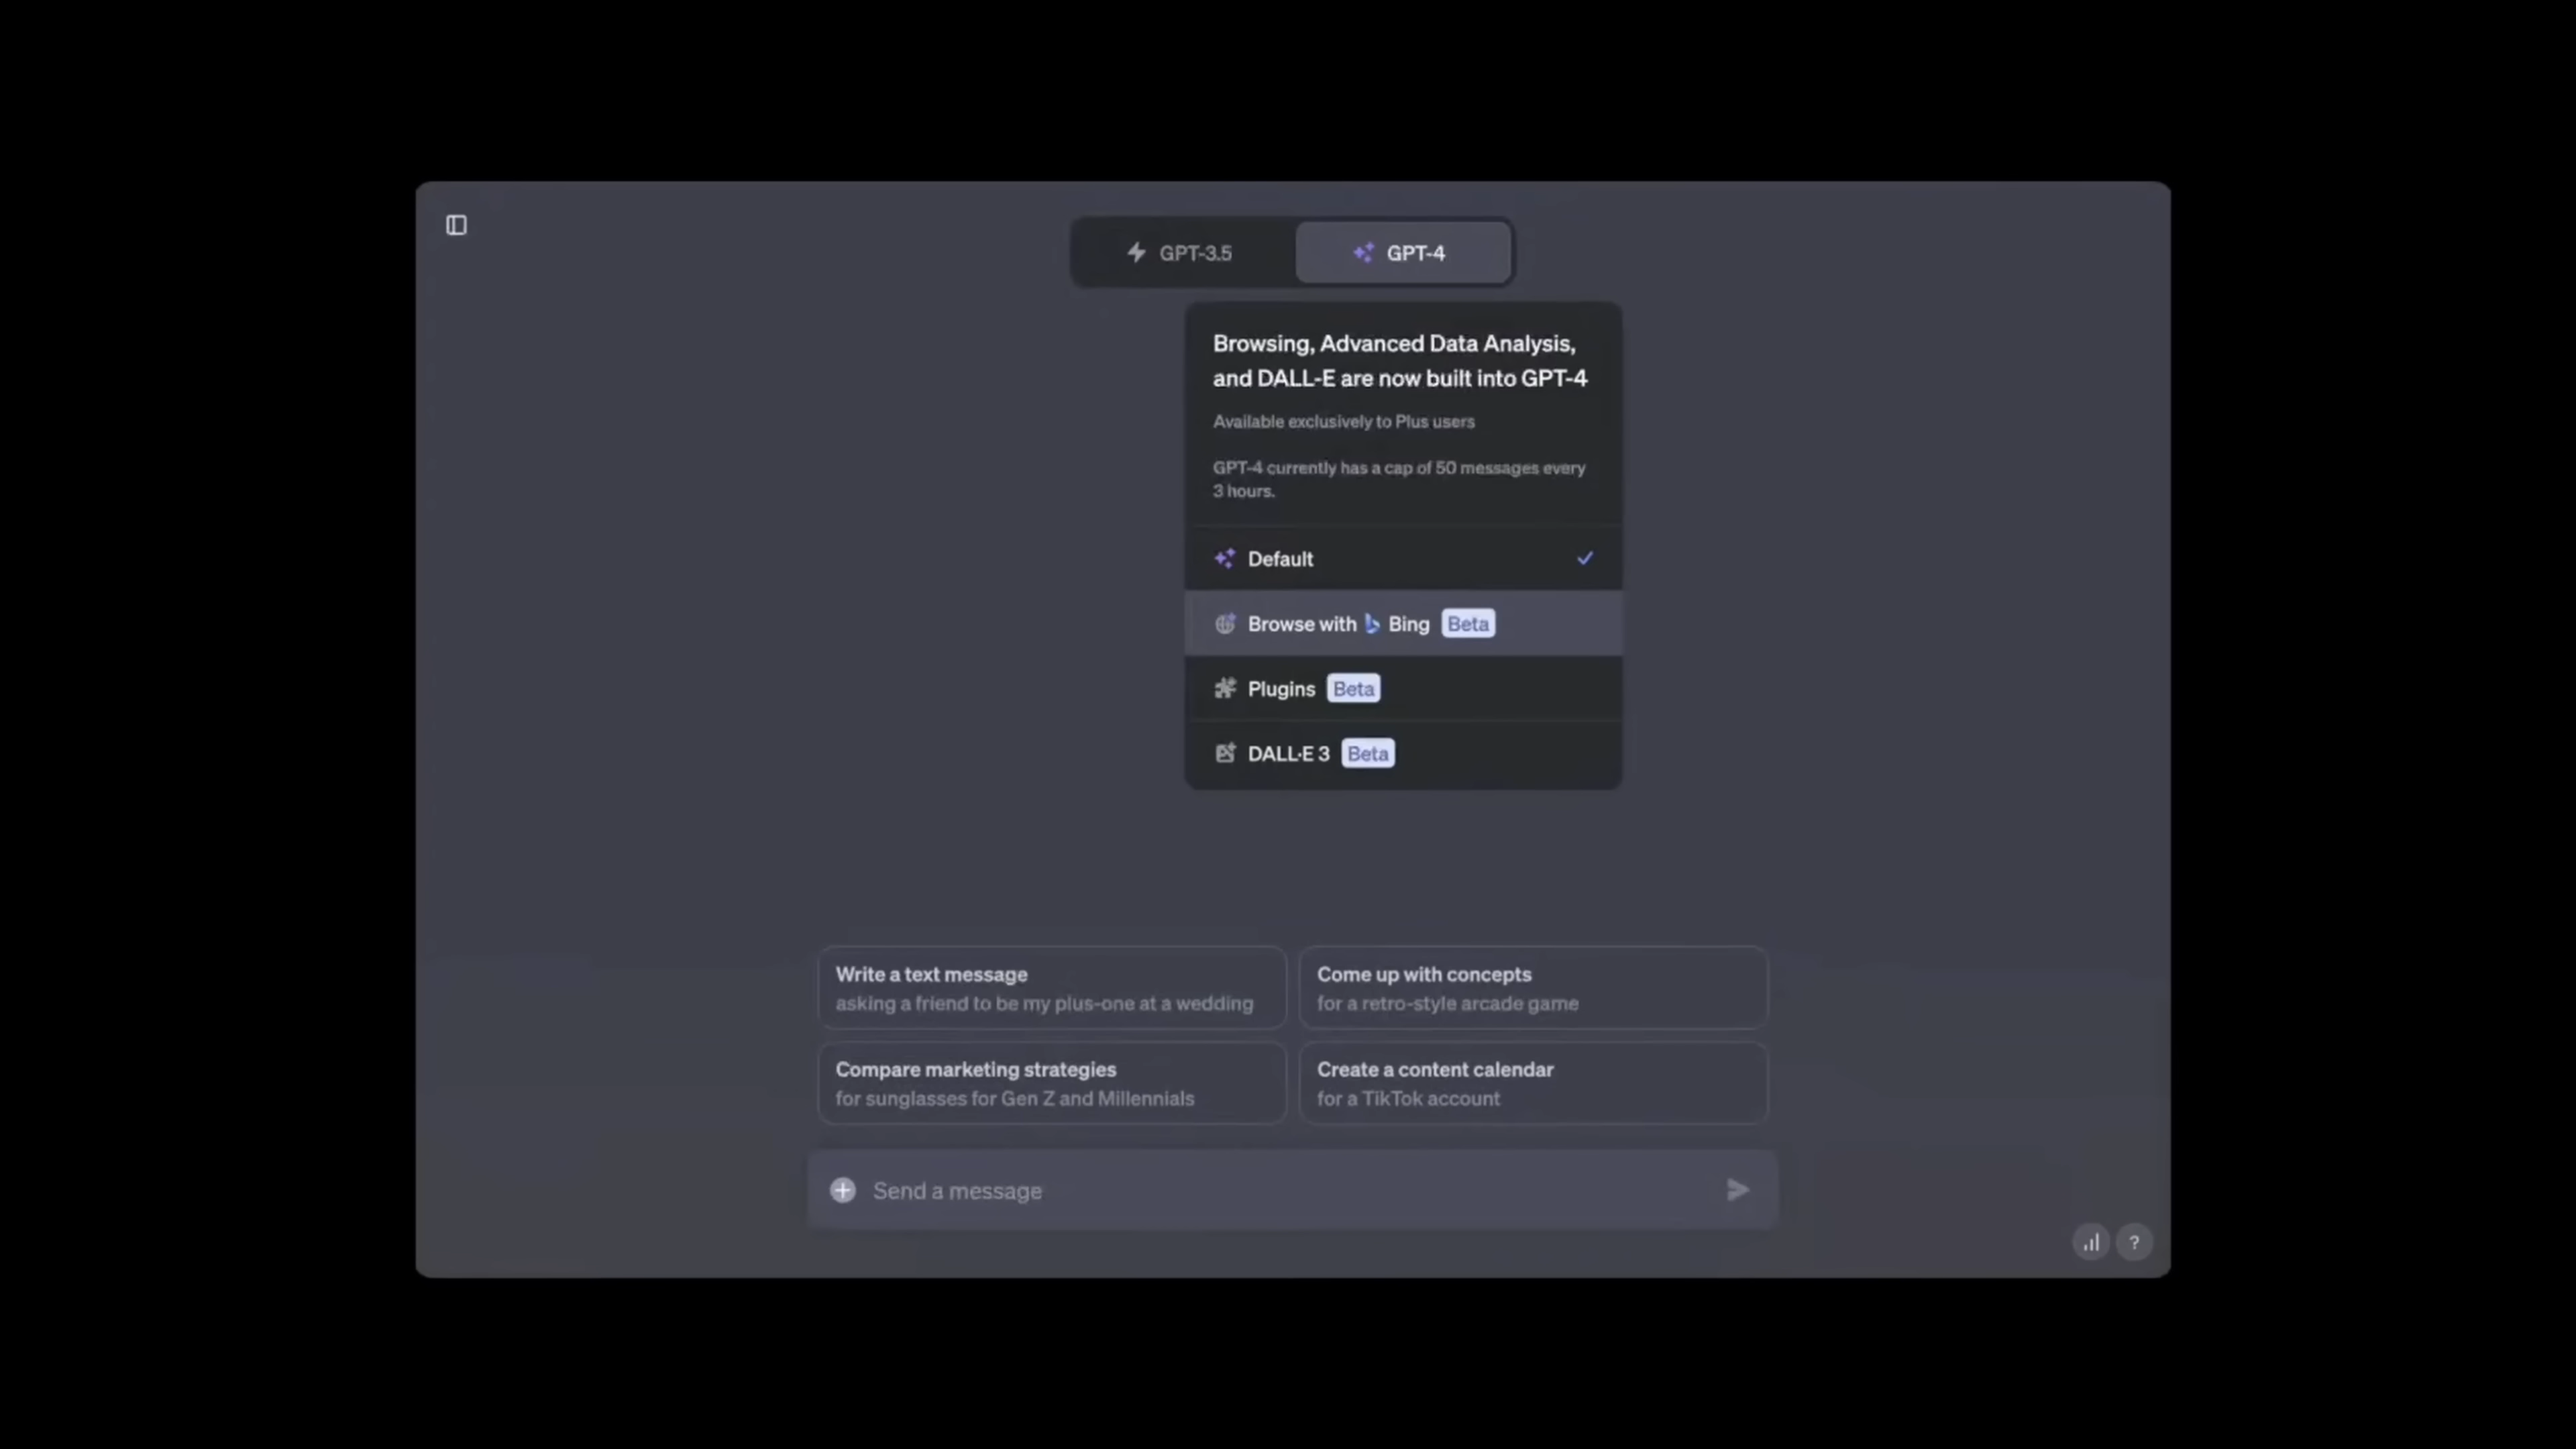 GPT-3.5
GPT-4
Browsing, Advanced Data Analysis,
and DALL-E are now built into GPT-4
Available exclusively to Plus users
GPT-4 currently has a cap of 50 messages every
3 hours.
Default
Browse with Bing Beta
Plugins Beta
DALL·E 3 Beta
Write a text message
asking a friend to be my plus-one at a wedding
Come up with concepts
for a retro-style arcade game
Compare marketing strategies
for sunglasses for Gen Z and Millennials
Create a content calendar
for a TikTok account
Send a message
?